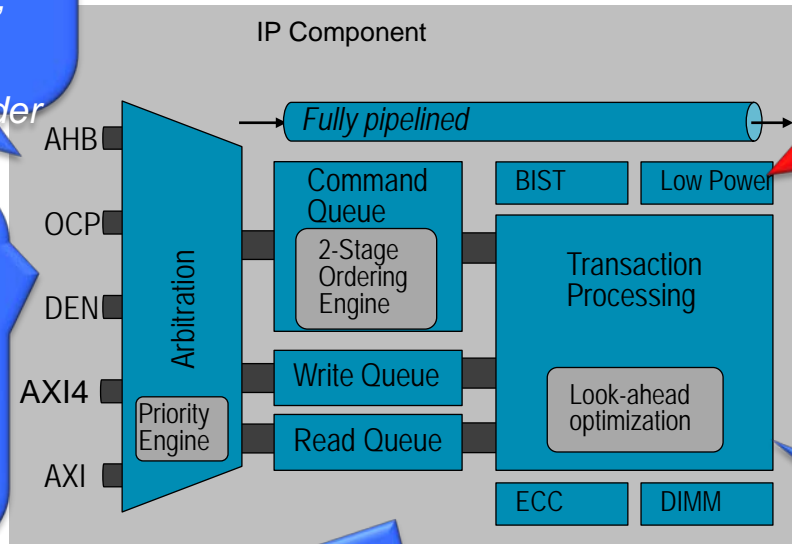 IP Component
der
AHB
OCP
DEN
AXI4
AXI
Arbitration
Priority
Engine
Fully pipelined
Command
Queue
2-Stage
Ordering
Engine
Write Queue
Read Queue
BIST
Low Power
Transaction
Processing
Look-ahead
optimization
ECC
DIMM